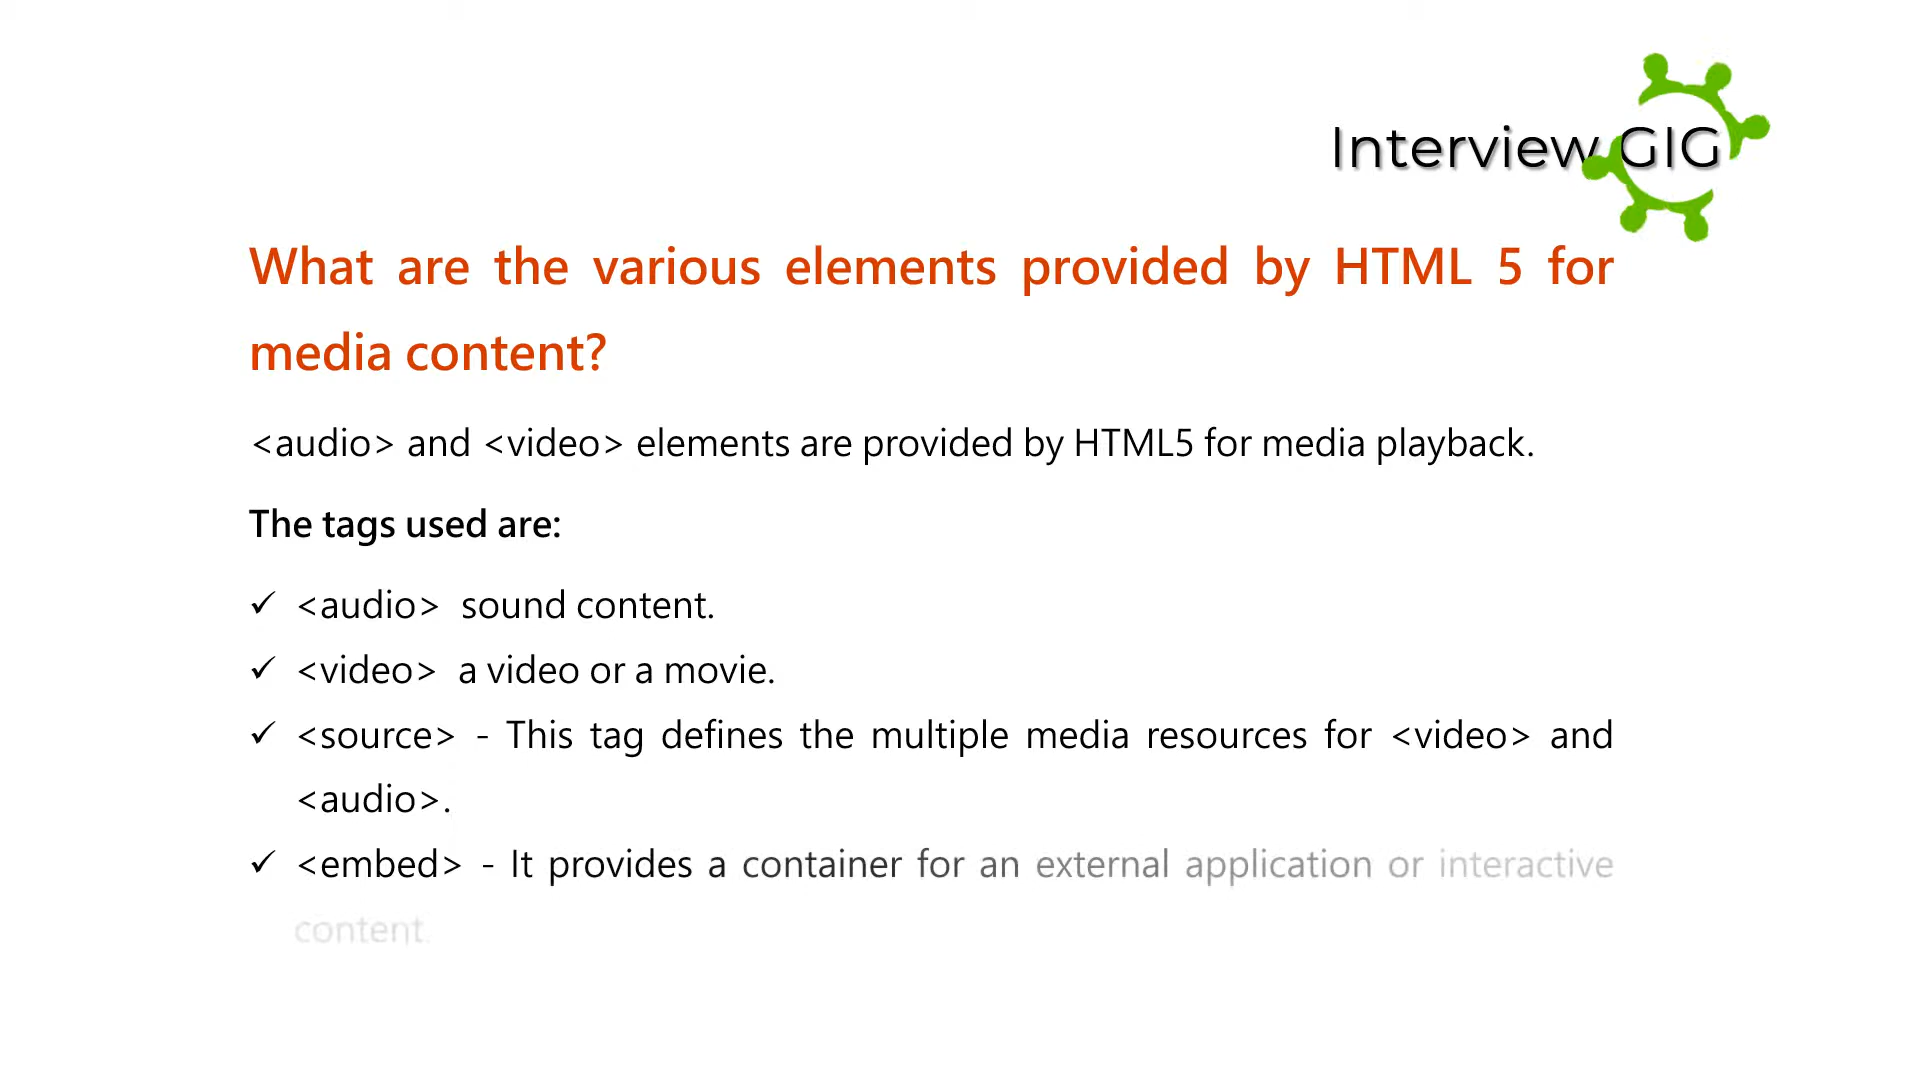 Interview GIG
What are the various elements provided by HTML 5 for
media content?
<audio> and <video> elements are provided by HTML5 for media playback.
The tags used are:
✓ <audio>  sound content.
✓ <video>  a video or a movie.
✓ <source> - This tag defines the multiple media resources for <video> and
<audio>.
✓ <embed> - It provides a container for an external application or interactive
content.